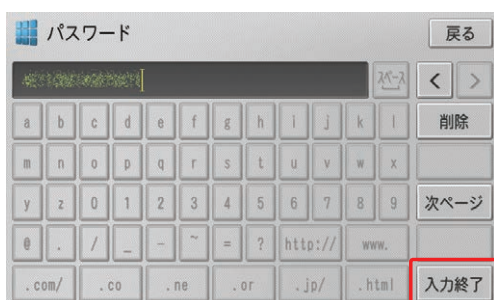 パスワード 戻る
スペース < >
a b c d e f g h i j k l 削除
m n o p q r s t u v w x
y z 0 1 2 3 4 5 6 7 8 9 次ページ
@ . / _ - ~ = ? http:// www.
.com/ .co .ne .or .jp/ .html 入力終了